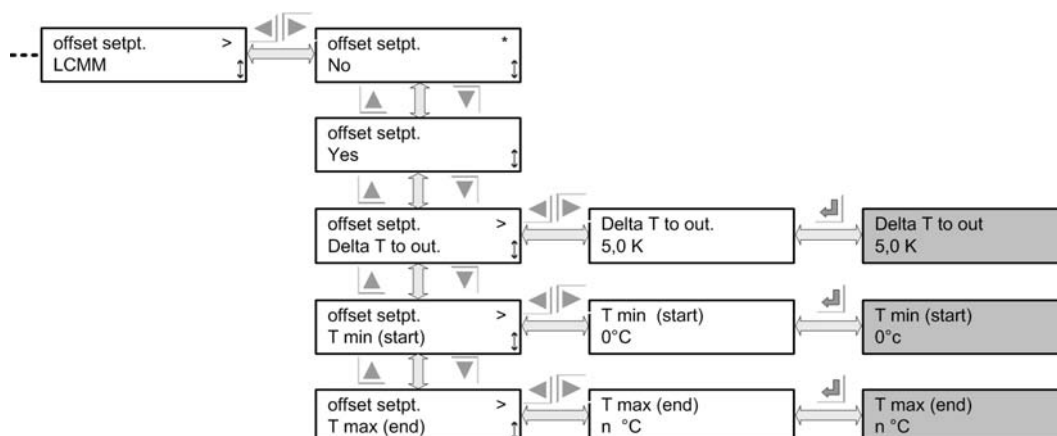 offset setpt. >
LCMM
offset setpt. *
No
offset setpt.
Yes
offset setpt. >
Delta T to out.
Delta T to out.
5,0 K
Delta T to out
5,0 K
offset setpt. >
T min (start)
T min (start)
0°C
T min (start)
0°c
offset setpt. >
T max (end)
T max (end)
n °C
T max (end)
n °C